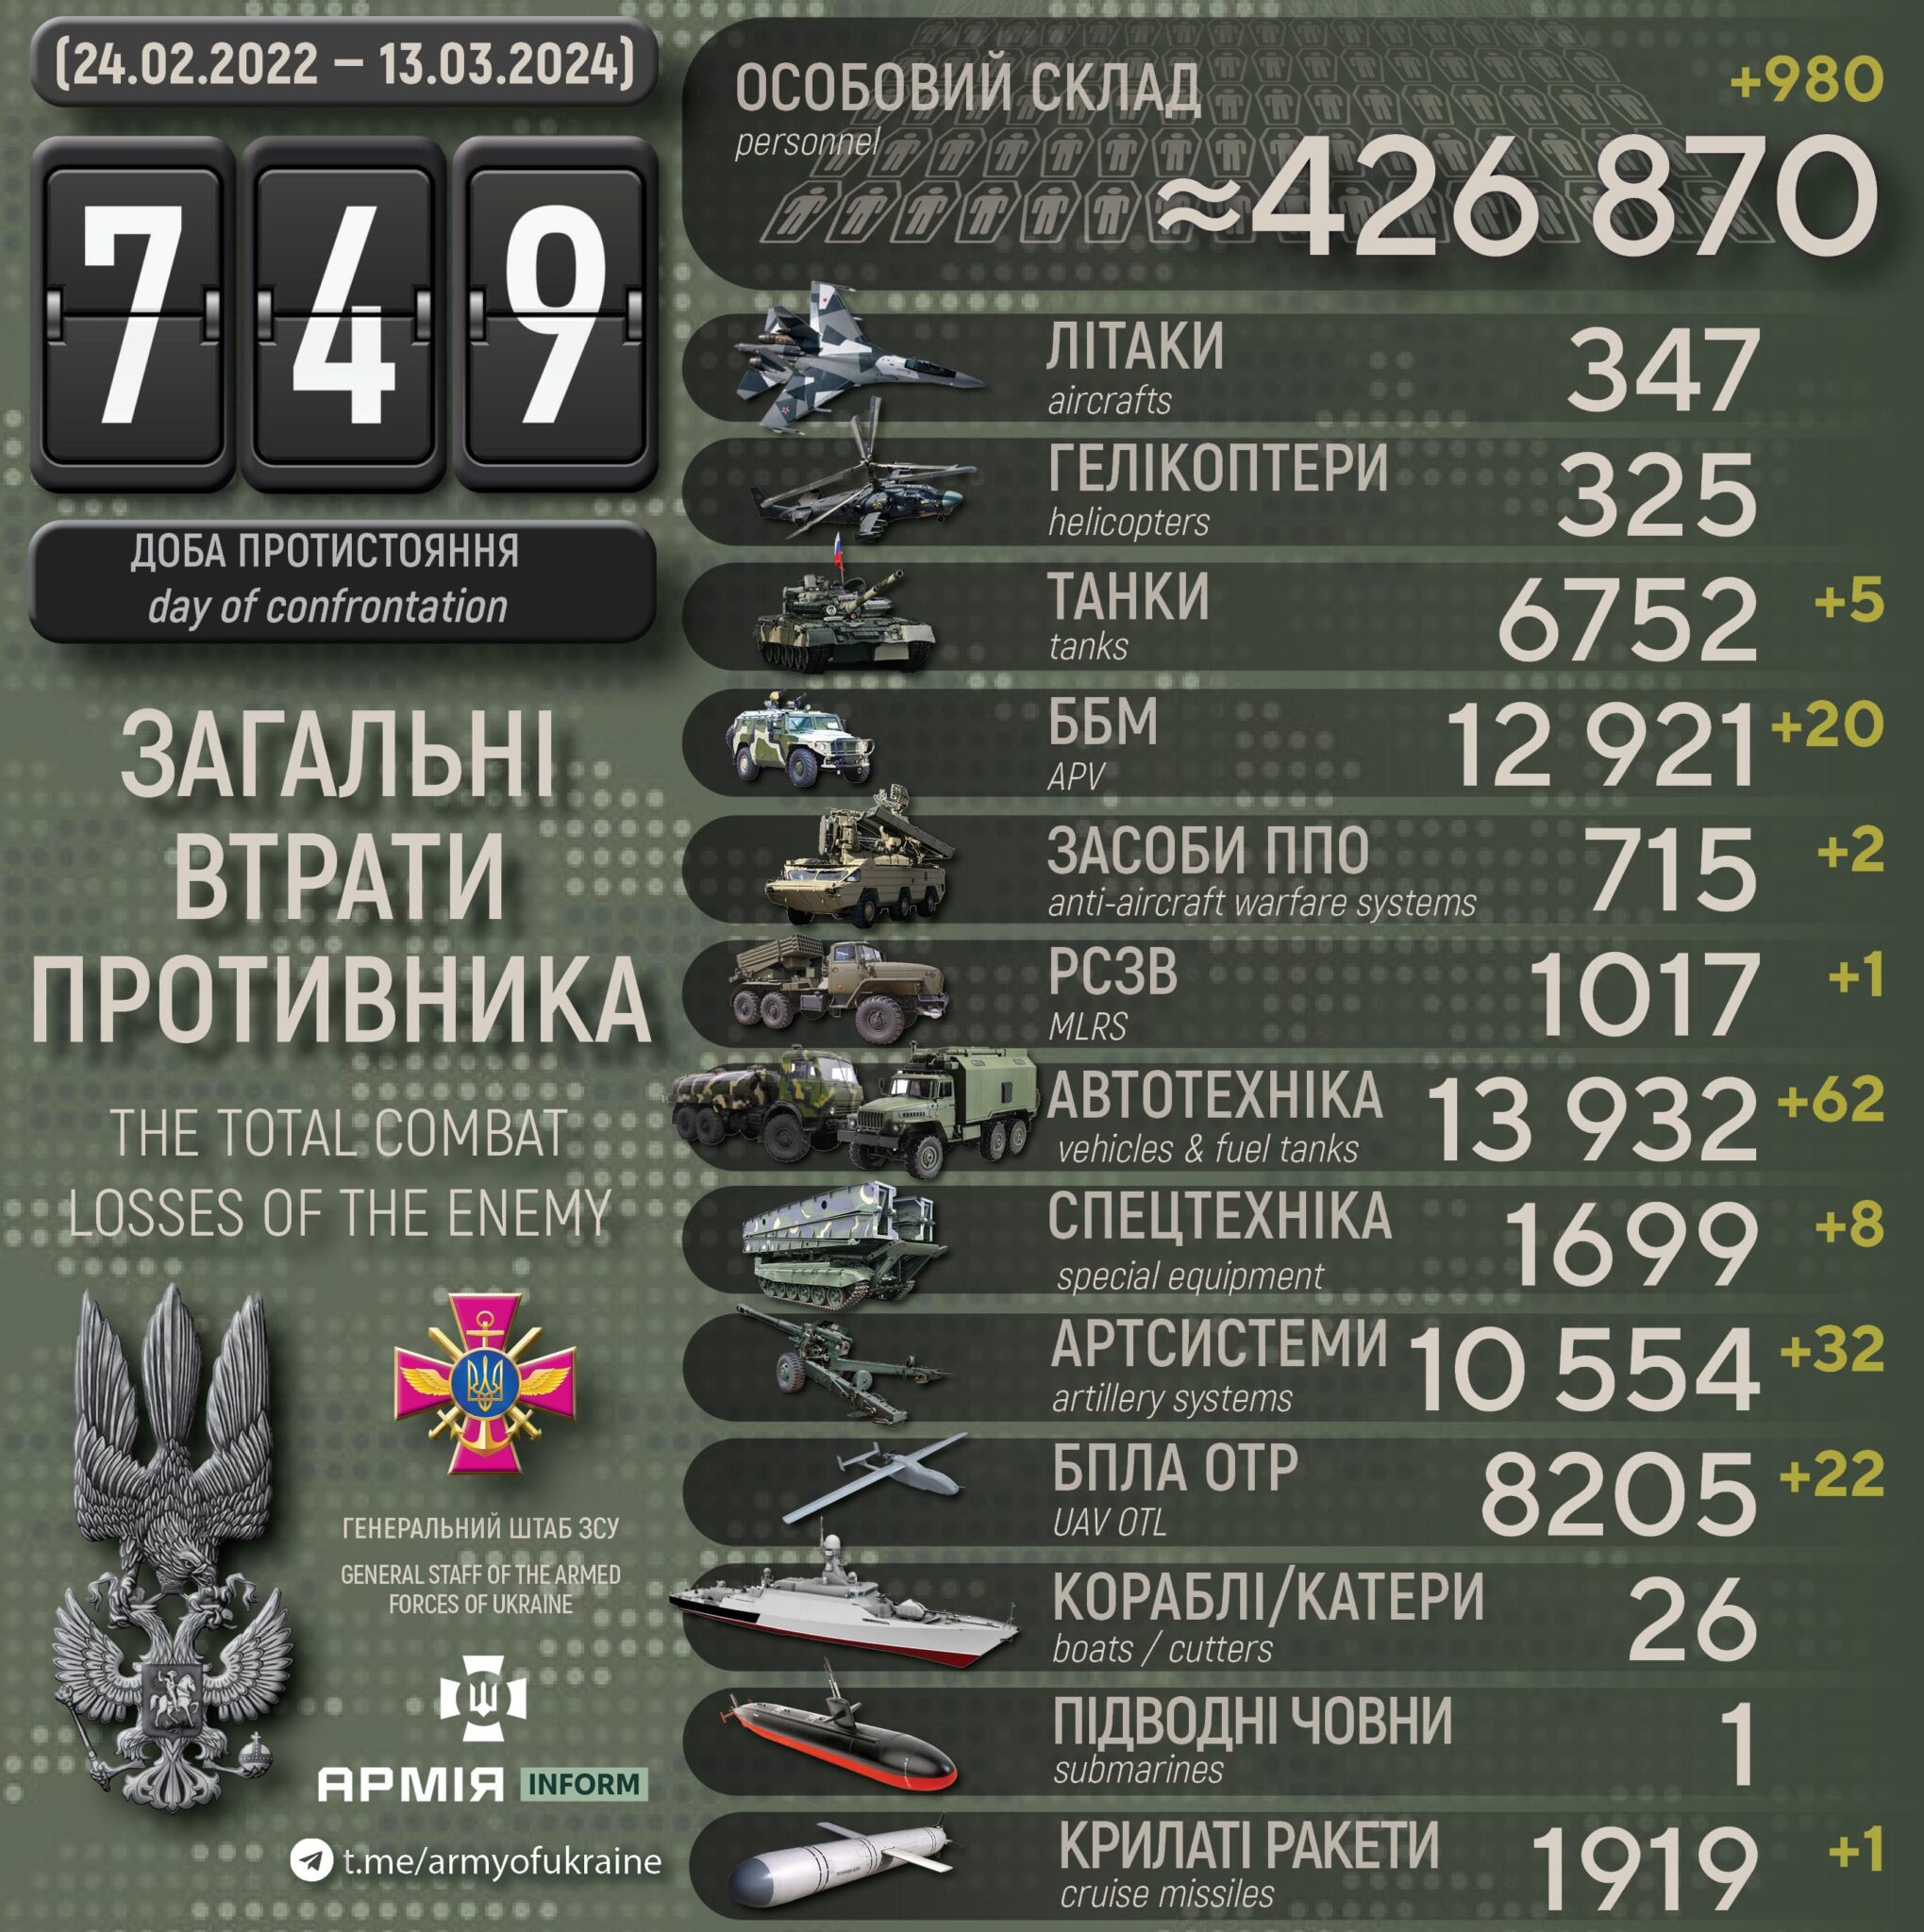 (24.02.2022 – 13.03.2024)
749
ДОБА ПРОТИСТОЯННЯ
day of confrontation
ЗАГАЛЬНІ
ВТРАТИ
ПРОТИВНИКА
THE TOTAL COMBAT
LOSSES OF THE ENEMY
ГЕНЕРАЛЬНИЙ ШТАБ ЗСУ
GENERAL STAFF OF THE ARMED
FORCES OF UKRAINE
АРМІЯ INFORM
t.me/armyofukraine
ОСОБОВИЙ СКЛАД +980
personnel
≈426 870
ЛІТАКИ 347
aircrafts
ГЕЛІКОПТЕРИ 325
helicopters
ТАНКИ 6752 +5
tanks
ББМ 12 921 +20
APV
ЗАСОБИ ППО 715 +2
anti-aircraft warfare systems
РСЗВ 1017 +1
MLRS
АВТОТЕХНІКА 13 932 +62
vehicles & fuel tanks
СПЕЦТЕХНІКА 1699 +8
special equipment
АРТСИСТЕМИ 10 554 +32
artillery systems
БПЛА ОТР 8205 +22
UAV OTL
КОРАБЛІ/КАТЕРИ 26
boats / cutters
ПІДВОДНІ ЧОВНИ 1
submarines
КРИЛАТІ РАКЕТИ 1919 +1
cruise missiles